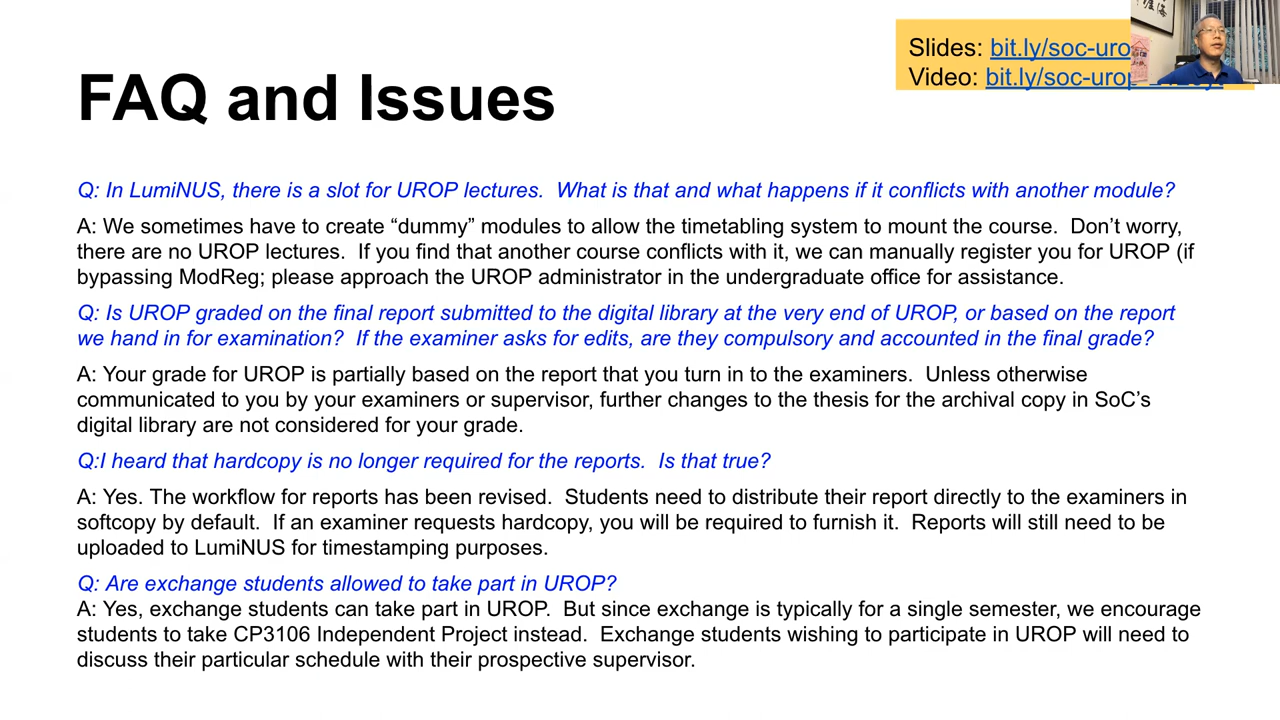 Slides: bit.ly/soc-uro
Video: bit.ly/soc-urop
FAQ and Issues
Q: In LumiNUS, there is a slot for UROP lectures.  What is that and what happens if it conflicts with another module?
A: We sometimes have to create “dummy” modules to allow the timetabling system to mount the course.  Don’t worry,
there are no UROP lectures.  If you find that another course conflicts with it, we can manually register you for UROP (if
bypassing ModReg; please approach the UROP administrator in the undergraduate office for assistance.
Q: Is UROP graded on the final report submitted to the digital library at the very end of UROP, or based on the report
we hand in for examination?  If the examiner asks for edits, are they compulsory and accounted in the final grade?
A: Your grade for UROP is partially based on the report that you turn in to the examiners.  Unless otherwise
communicated to you by your examiners or supervisor, further changes to the thesis for the archival copy in SoC’s
digital library are not considered for your grade.
Q:I heard that hardcopy is no longer required for the reports.  Is that true?
A: Yes. The workflow for reports has been revised.  Students need to distribute their report directly to the examiners in
softcopy by default.  If an examiner requests hardcopy, you will be required to furnish it.  Reports will still need to be
uploaded to LumiNUS for timestamping purposes.
Q: Are exchange students allowed to take part in UROP?
A: Yes, exchange students can take part in UROP.  But since exchange is typically for a single semester, we encourage
students to take CP3106 Independent Project instead.  Exchange students wishing to participate in UROP will need to
discuss their particular schedule with their prospective supervisor.